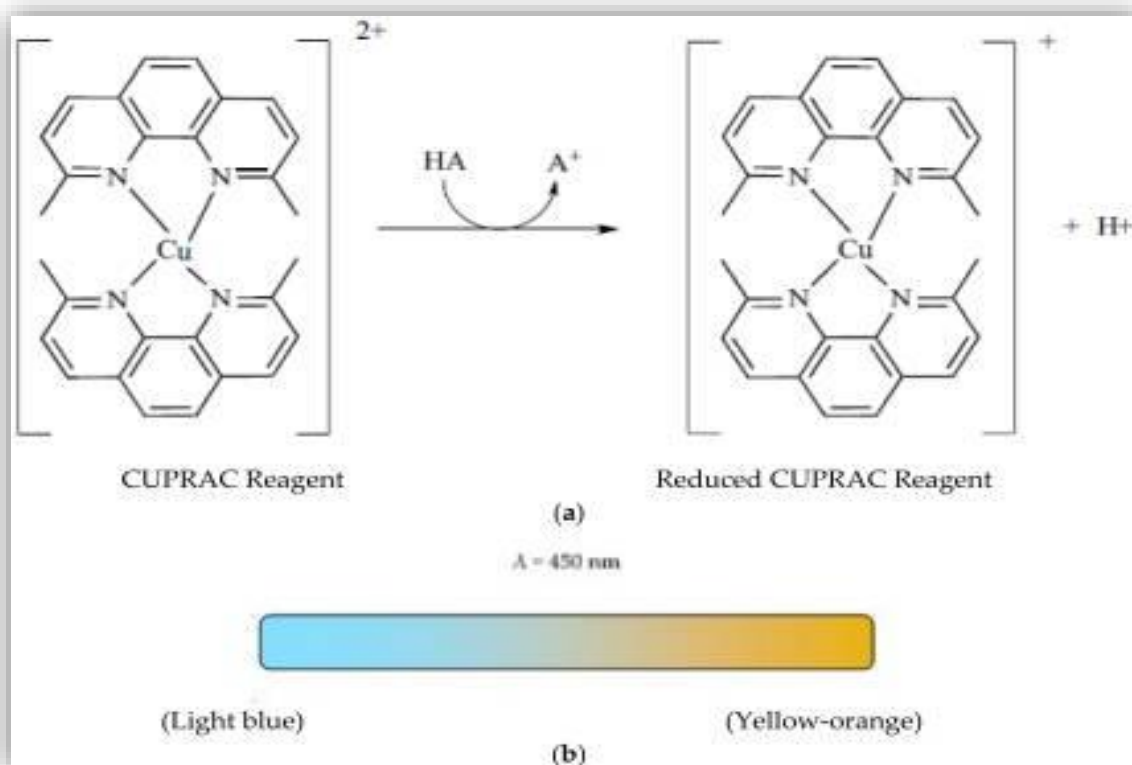 2+
N
N
Cu
N
N
CUPRAC Reagent
HA
A⁺
+
N
N
Cu
N
N
+ H+
Reduced CUPRAC Reagent
(a)
A = 450 nm
(Light blue)
(Yellow-orange)
(b)